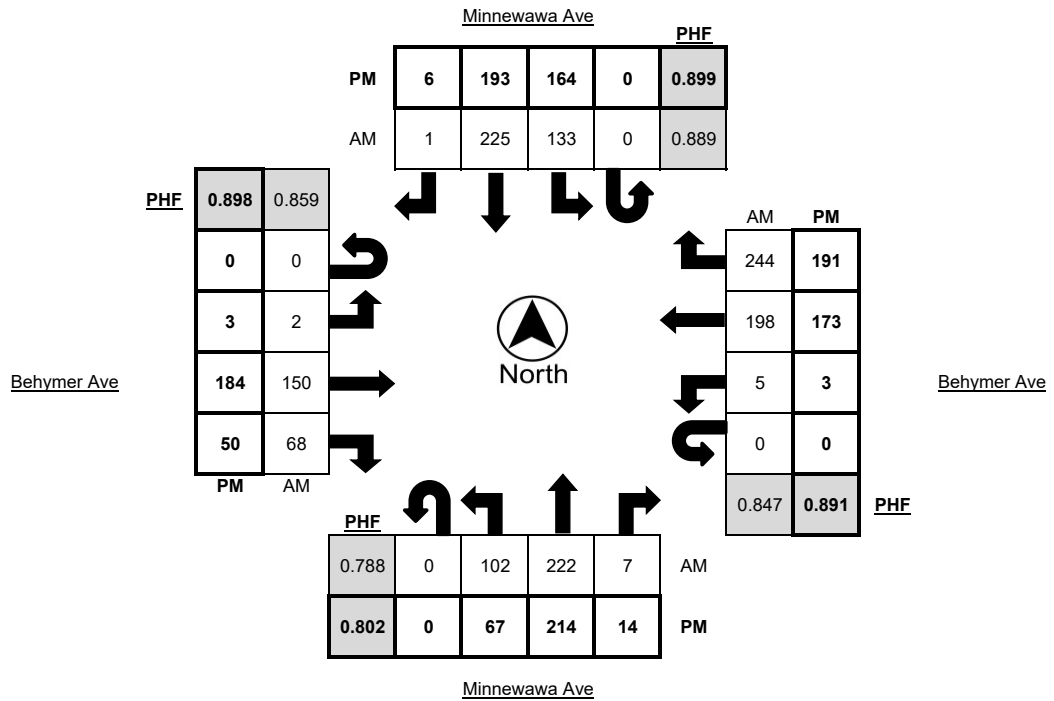 Minnewawa Ave
PHF
PM 6 193 164 0 0.899
AM 1 225 133 0 0.889
PHF 0.898 0.859
AM PM
0 0
244 191
3 2
198 173
North
Behymer Ave
184 150
5 3
Behymer Ave
50 68
0 0
PM AM
0.847 0.891 PHF
PHF
0.788 0 102 222 7 AM
0.802 0 67 214 14 PM
Minnewawa Ave